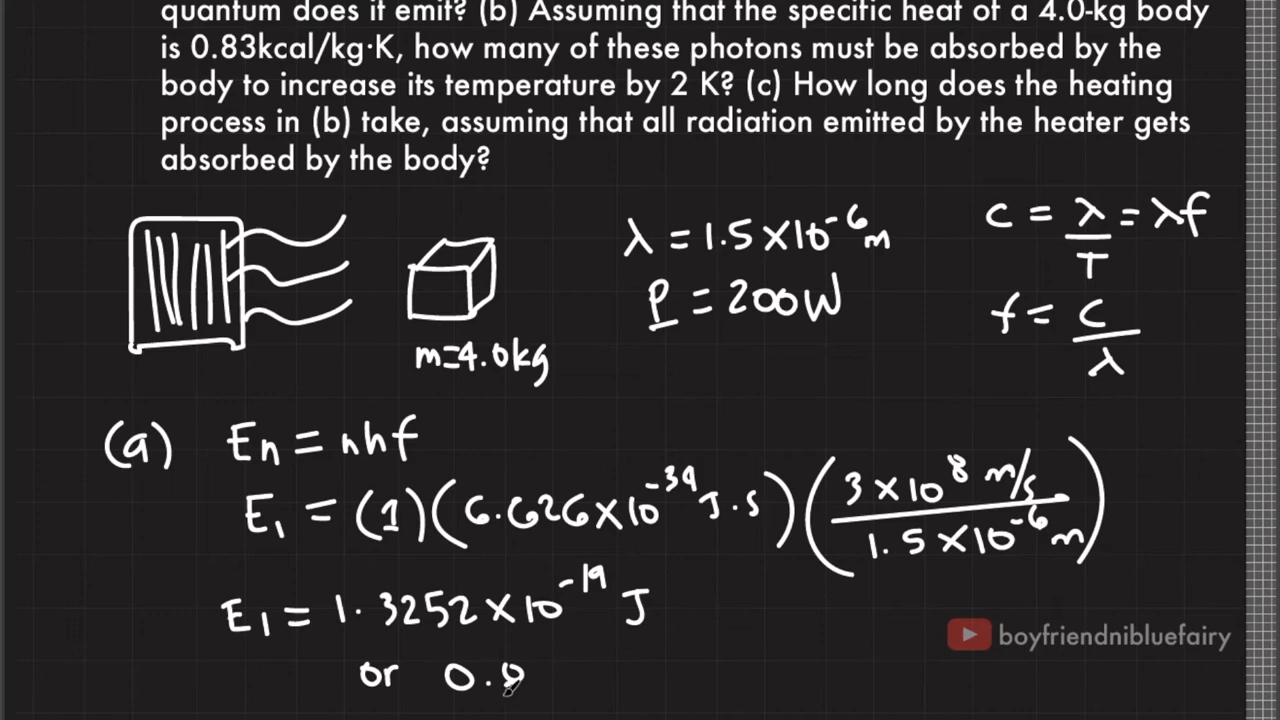 quantum does it emit? (b) Assuming that the specific heat of a 4.0-kg body
is 0.83kcal/kg·K, how many of these photons must be absorbed by the
body to increase its temperature by 2 K? (c) How long does the heating
process in (b) take, assuming that all radiation emitted by the heater gets
absorbed by the body?
λ = 1.5 × 10⁻⁶ m
P = 200W
c = λ/T = λf
f = c/λ
m=4.0kg
(a) En = nhf
E₁ = (1)(6.626×10⁻³⁴ J·s)(3×10⁸ m/s / 1.5×10⁻⁶ m)
E₁ = 1.3252×10⁻¹⁹ J
or 0.8
boyfriendnibluefairy